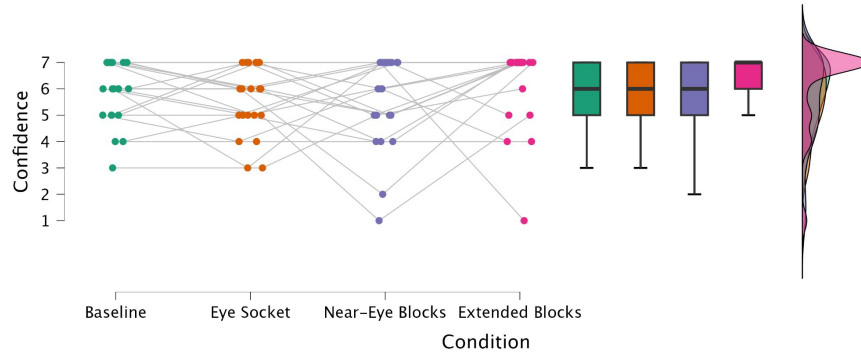 7
6
5
4
3
2
1
Confidence
Baseline
Eye Socket
Near-Eye Blocks
Extended Blocks
Condition